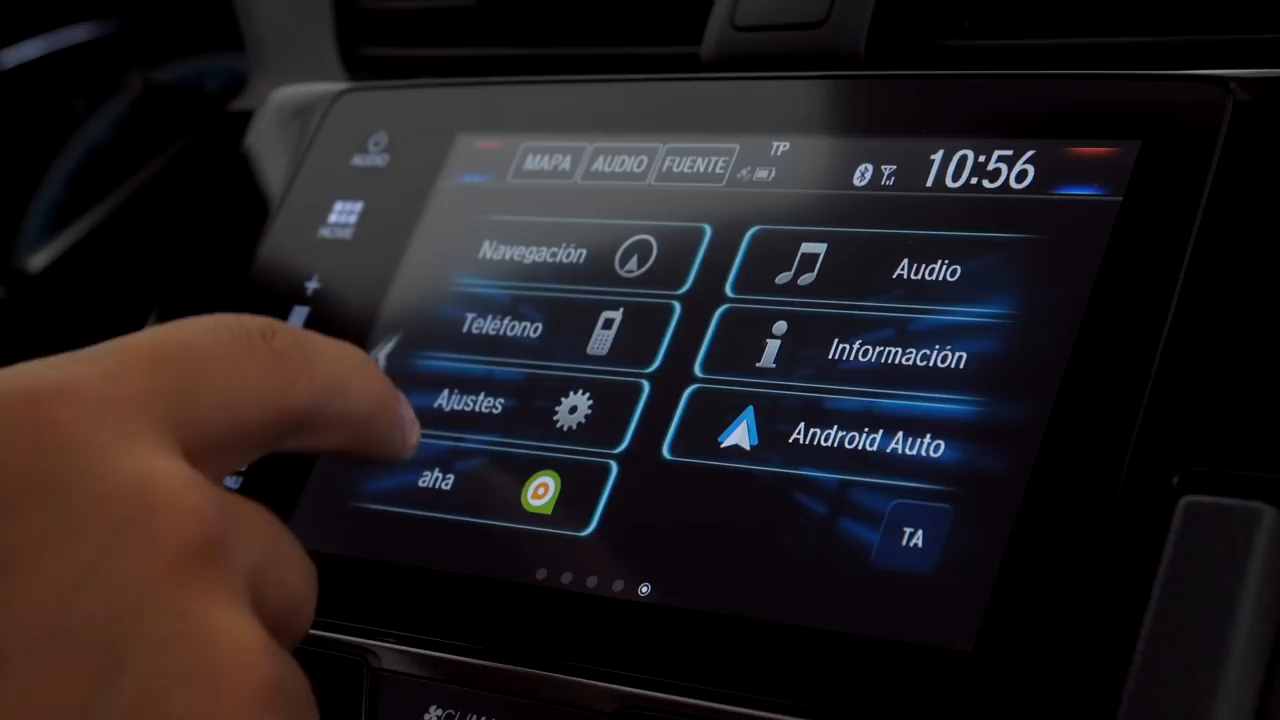 AUDIO
HOME
MAPA AUDIO FUENTE TP 10:56
Navegación
Audio
Teléfono
Información
Ajustes
Android Auto
aha
TA